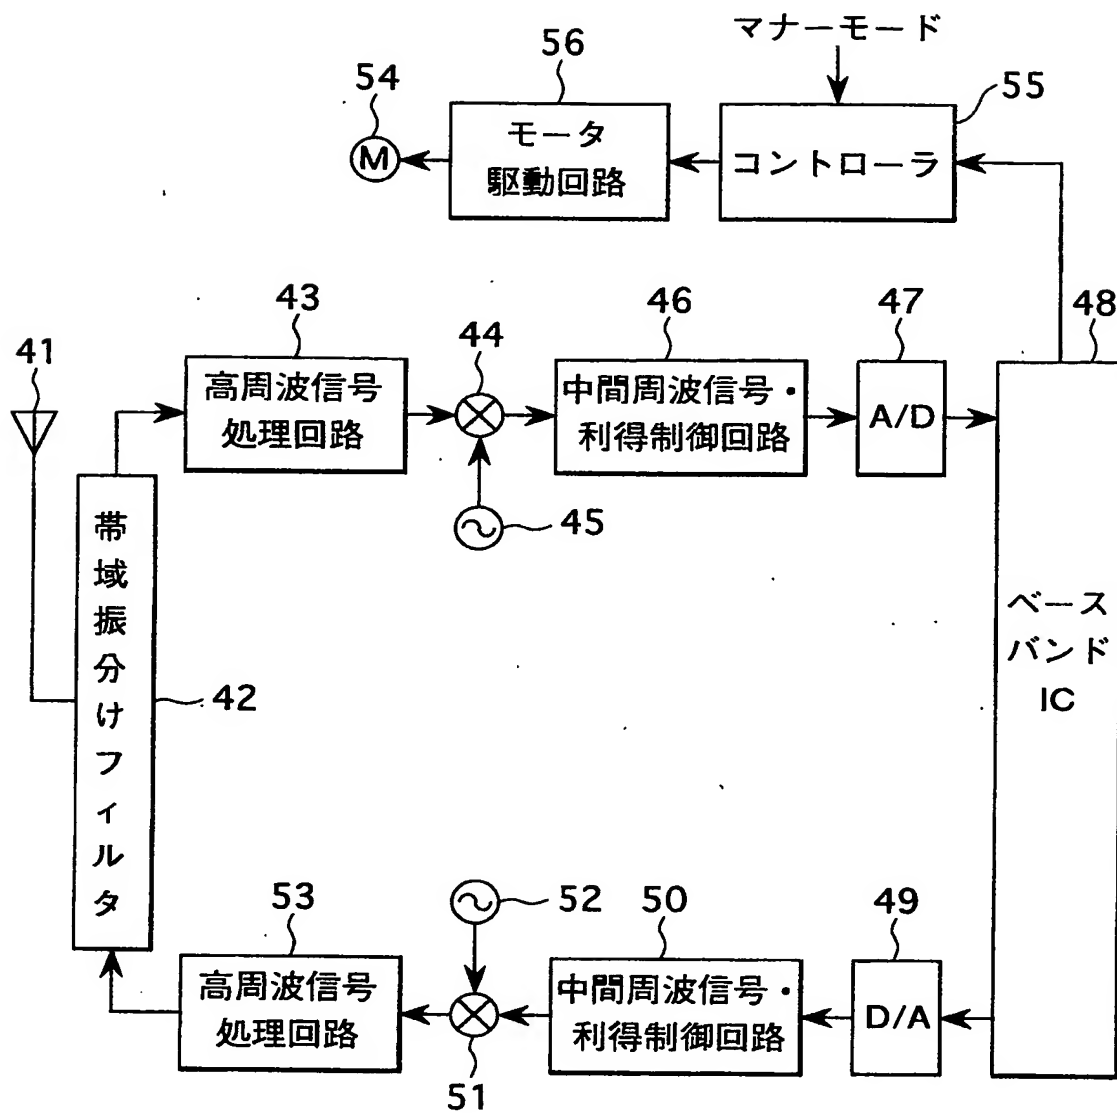 マナーモード
56
54
55
M
モータ
駆動回路
コントローラ
43
44
46
47
48
41
高周波信号
処理回路
中間周波信号・
利得制御回路
A/D
45
帯域振分けフィルタ
42
ベース
バンド
IC
53
52
50
49
高周波信号
処理回路
中間周波信号・
利得制御回路
D/A
51